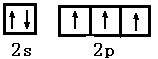 ↑↓ ↑ ↑ ↑
2s 2p